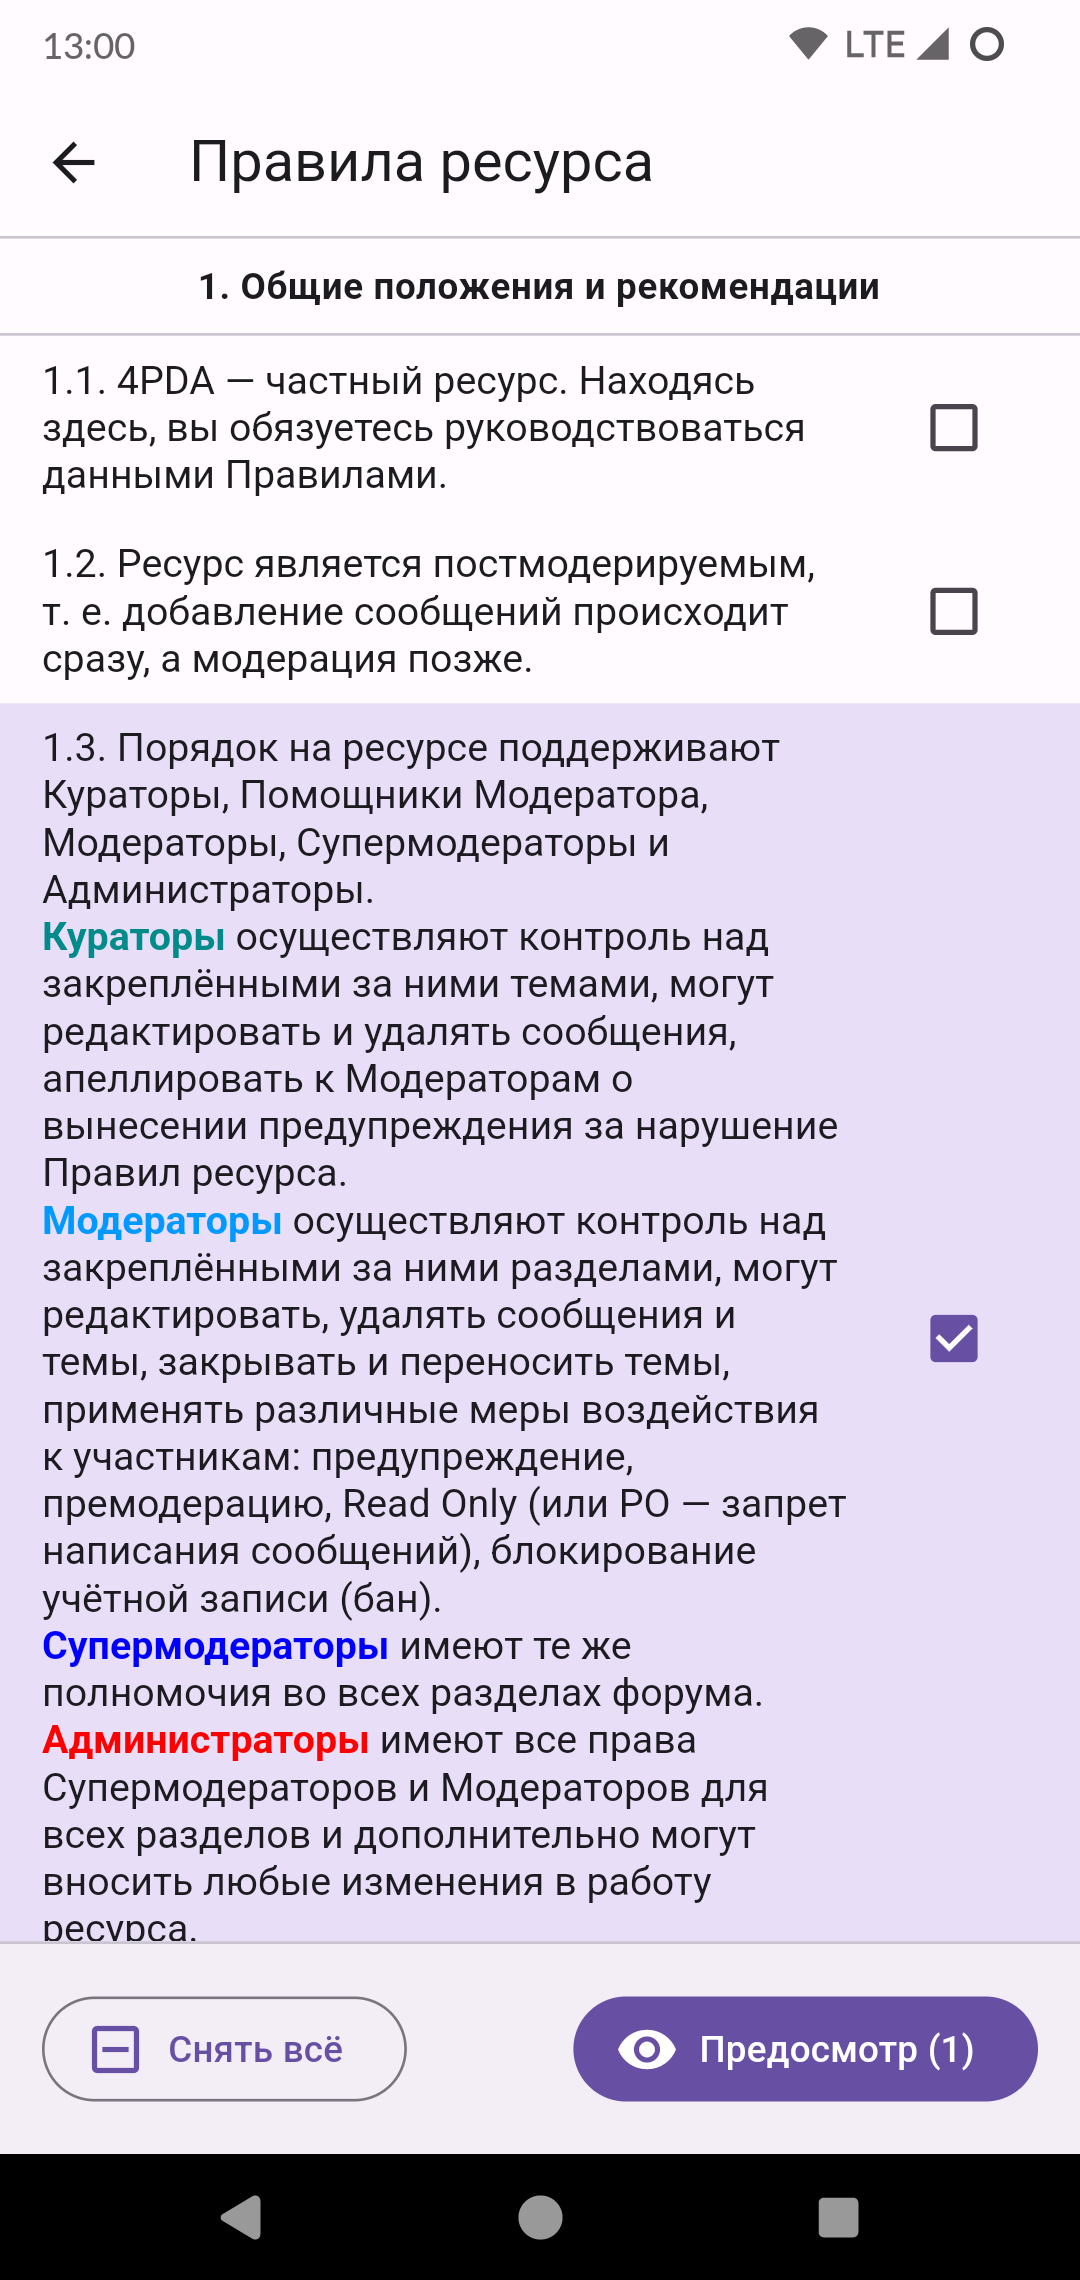 13:00
LTE
Правила ресурса
1. Общие положения и рекомендации
1.1. 4PDA — частный ресурс. Находясь
здесь, вы обязуетесь руководствоваться
данными Правилами.
1.2. Ресурс является постмодерируемым,
т. е. добавление сообщений происходит
сразу, а модерация позже.
1.3. Порядок на ресурсе поддерживают
Кураторы, Помощники Модератора,
Модераторы, Супермодераторы и
Администраторы.
Кураторы осуществляют контроль над
закреплёнными за ними темами, могут
редактировать и удалять сообщения,
апеллировать к Модераторам о
вынесении предупреждения за нарушение
Правил ресурса.
Модераторы осуществляют контроль над
закреплёнными за ними разделами, могут
редактировать, удалять сообщения и
темы, закрывать и переносить темы,
применять различные меры воздействия
к участникам: предупреждение,
премодерацию, Read Only (или РО — запрет
написания сообщений), блокирование
учётной записи (бан).
Супермодераторы имеют те же
полномочия во всех разделах форума.
Администраторы имеют все права
Супермодераторов и Модераторов для
всех разделов и дополнительно могут
вносить любые изменения в работу
ресурса.
Снять всё
Предосмотр (1)